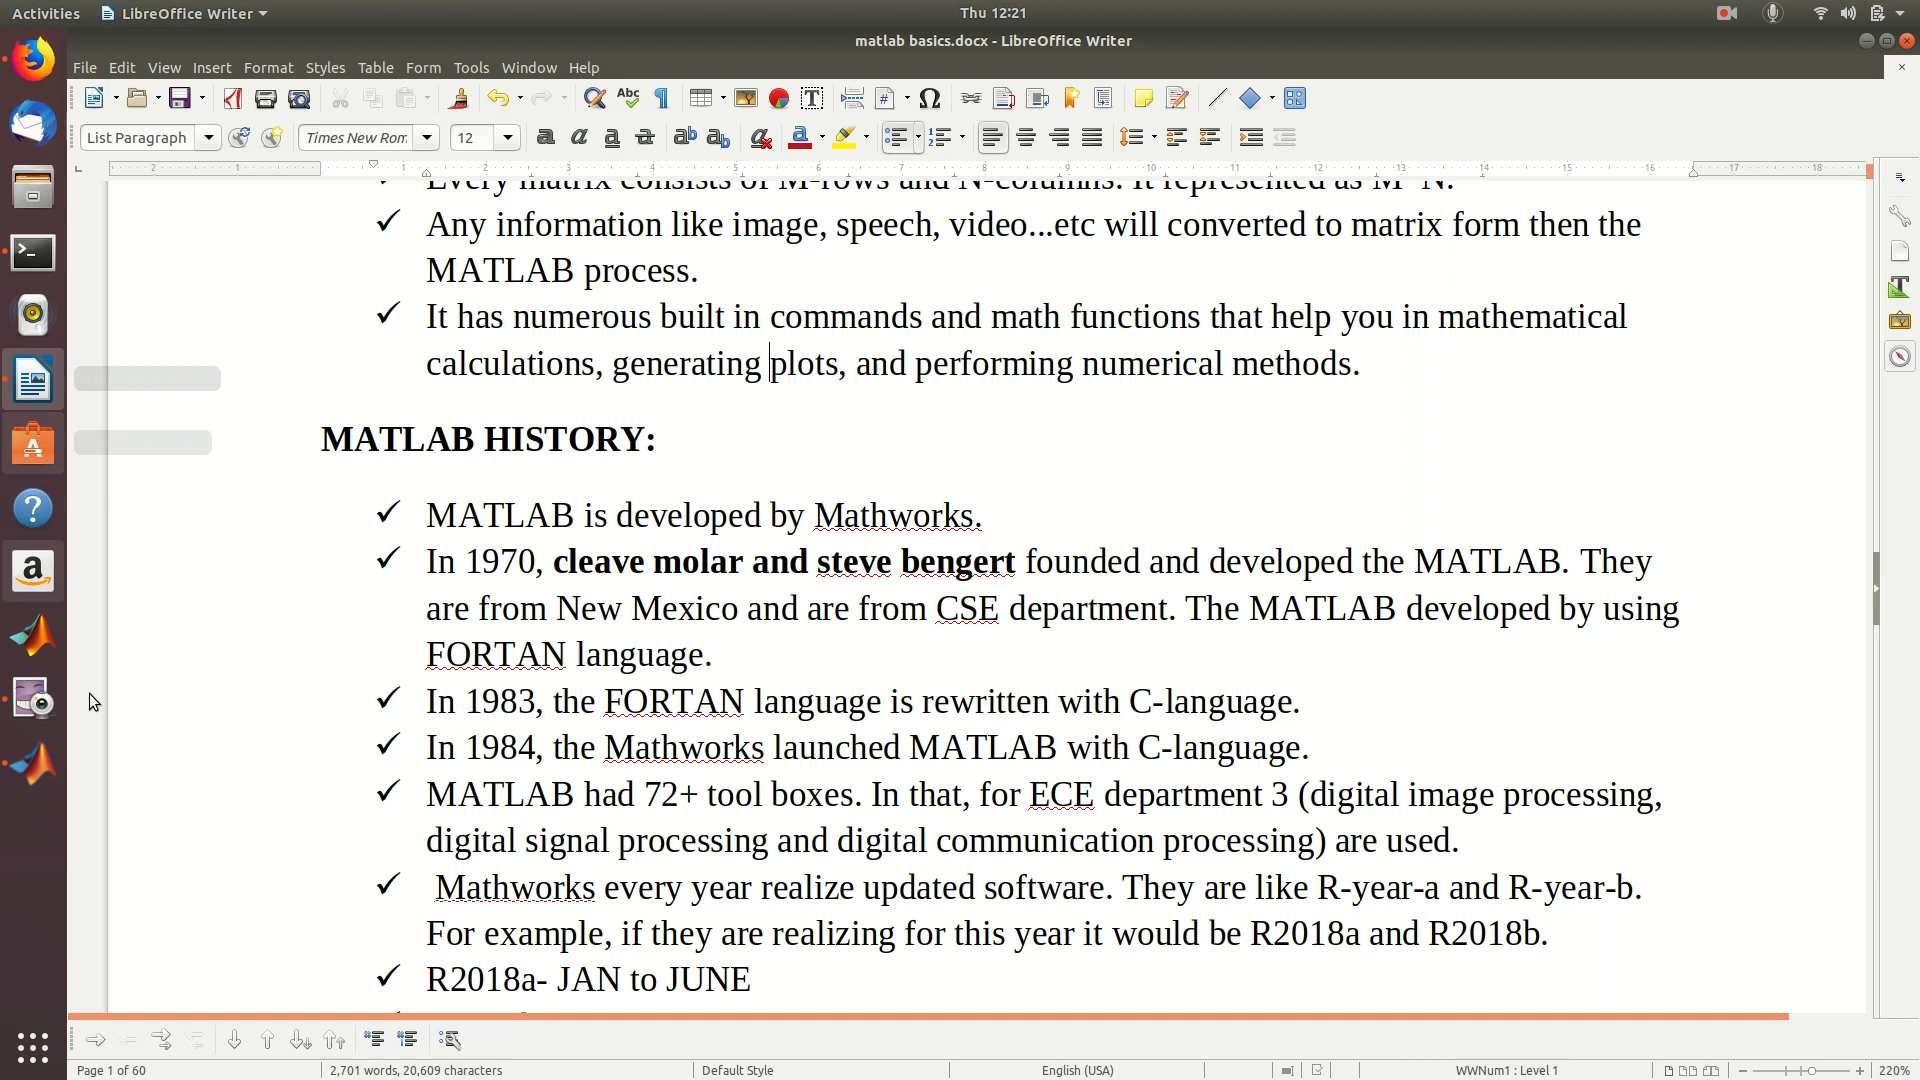 Activities LibreOffice Writer Thu 12:21
matlab basics.docx - LibreOffice Writer
File Edit View Insert Format Styles Table Form Tools Window Help
List Paragraph Times New Rom 12
Every matrix consists of M-rows and N-columns. It represented as M*N.
✓ Any information like image, speech, video...etc will converted to matrix form then the
MATLAB process.
✓ It has numerous built in commands and math functions that help you in mathematical
calculations, generating plots, and performing numerical methods.
MATLAB HISTORY:
✓ MATLAB is developed by Mathworks.
✓ In 1970, cleave molar and steve bengert founded and developed the MATLAB. They
are from New Mexico and are from CSE department. The MATLAB developed by using
FORTAN language.
✓ In 1983, the FORTAN language is rewritten with C-language.
✓ In 1984, the Mathworks launched MATLAB with C-language.
✓ MATLAB had 72+ tool boxes. In that, for ECE department 3 (digital image processing,
digital signal processing and digital communication processing) are used.
✓ Mathworks every year realize updated software. They are like R-year-a and R-year-b.
For example, if they are realizing for this year it would be R2018a and R2018b.
✓ R2018a- JAN to JUNE
Page 1 of 60 2,701 words, 20,609 characters Default Style English (USA) WWNum1 : Level 1 220%